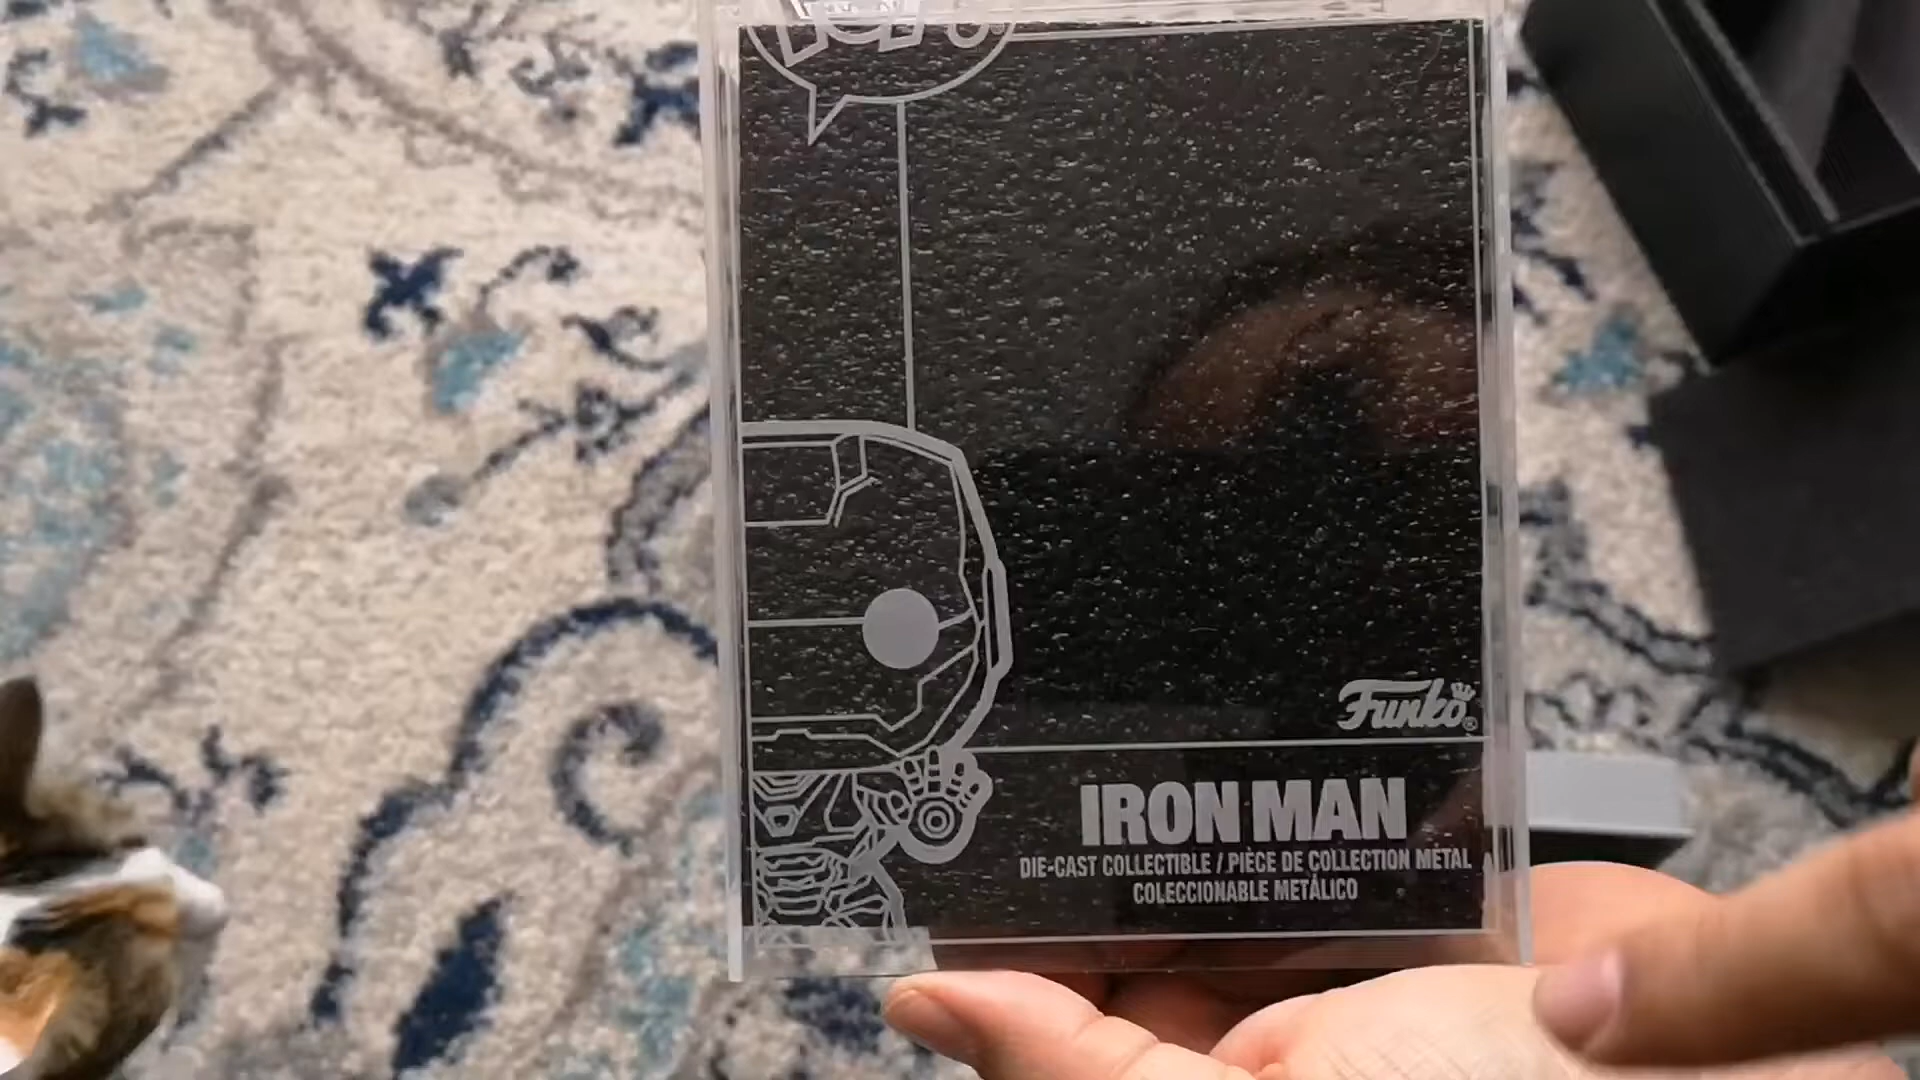 Funko®
IRON MAN
DIE-CAST COLLECTIBLE / PIÈCE DE COLLECTION MÉTAL
COLECCIONABLE METÁLICO